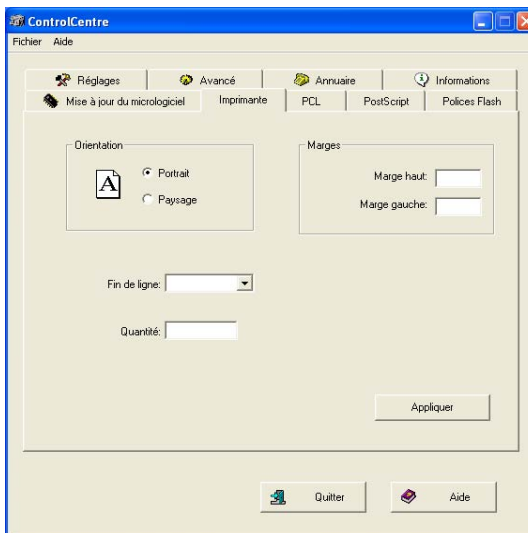 ControlCentre
Fichier Aide
Réglages Avancé Annuaire Informations
Mise à jour du micrologiciel Imprimante PCL PostScript Polices Flash
Orientation
A
Portrait
Paysage
Marges
Marge haut:
Marge gauche:
Fin de ligne:
Quantité:
Appliquer
Quitter Aide